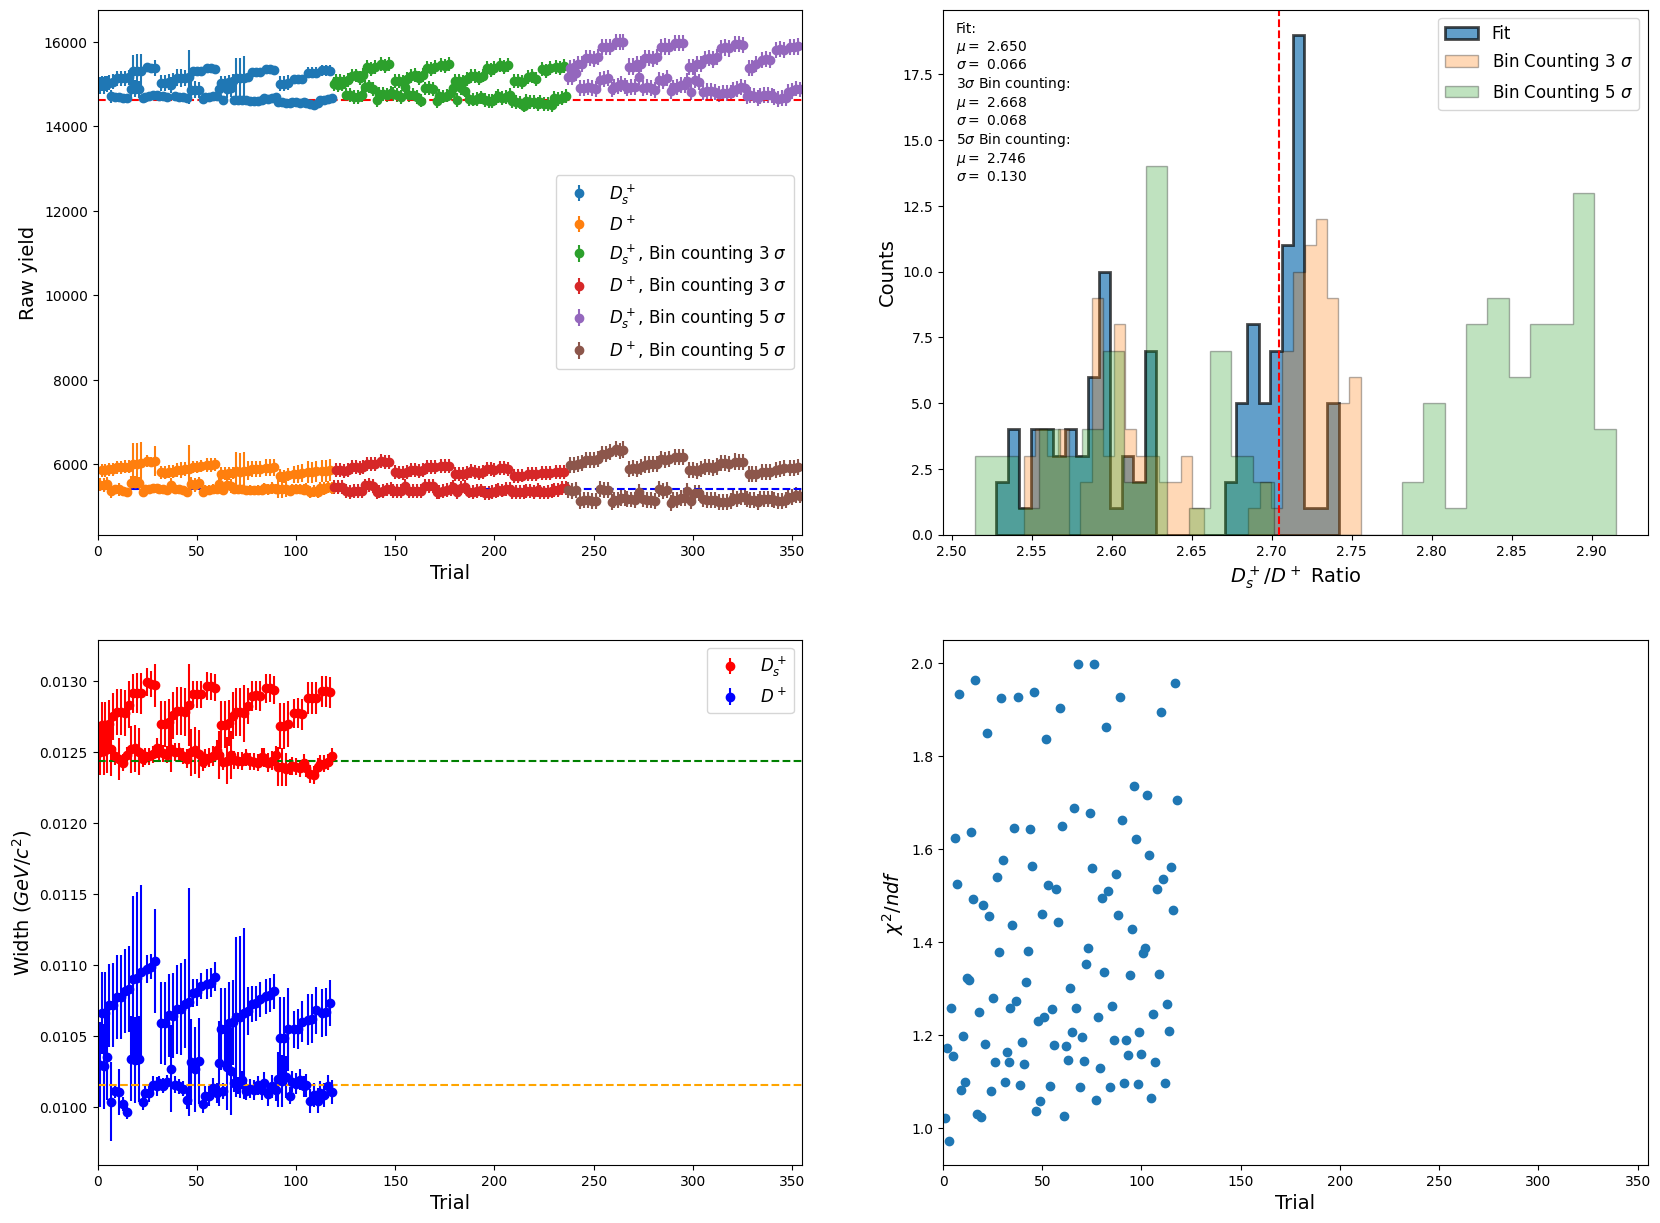 Raw yield
16000
14000
12000
10000
8000
6000
0 50 100 150 200 250 300 350
Trial
$D_s^+$
$D^+$
$D_s^+$, Bin counting 3 σ
$D^+$, Bin counting 3 σ
$D_s^+$, Bin counting 5 σ
$D^+$, Bin counting 5 σ
Counts
17.5
15.0
12.5
10.0
7.5
5.0
2.5
0.0
2.50 2.55 2.60 2.65 2.70 2.75 2.80 2.85 2.90
$D_s^+/D^+$ Ratio
Fit:
μ = 2.650
σ = 0.066
3σ Bin counting:
μ = 2.668
σ = 0.068
5σ Bin counting:
μ = 2.746
σ = 0.130
Fit
Bin Counting 3 σ
Bin Counting 5 σ
Width ($GeV/c^2$)
0.0130
0.0125
0.0120
0.0115
0.0110
0.0105
0.0100
0 50 100 150 200 250 300 350
Trial
$D_s^+$
$D^+$
$χ^2/ndf$
2.0
1.8
1.6
1.4
1.2
1.0
0 50 100 150 200 250 300 350
Trial